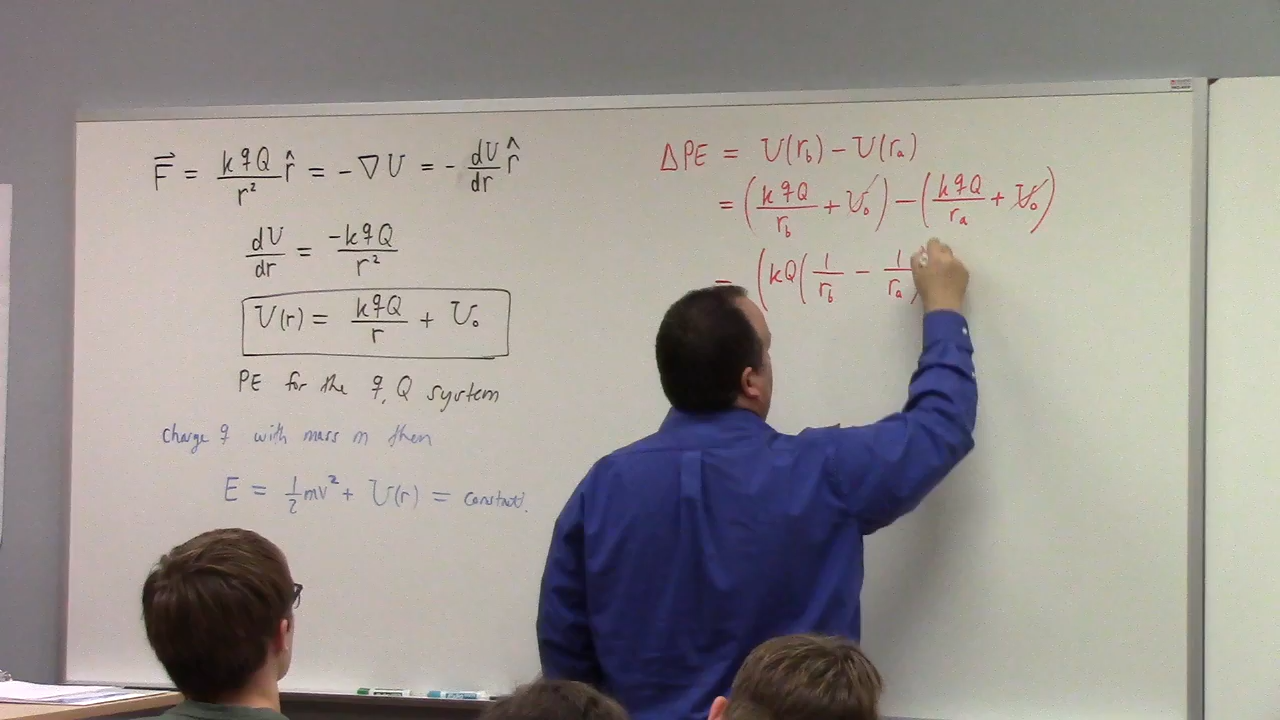 F⃗ = kqQ/r² r̂ = -∇U = -dU/dr r̂
dU/dr = -kqQ/r²
U(r) = kqQ/r + U₀
PE for the q, Q system
charge q with mass m then
E = ½mv² + U(r) = constant.
ΔPE = U(r_b) - U(r_a)
= (kqQ/r_b + U₀) - (kqQ/r_a + U₀)
= (kQ(1/r_b - 1/r_a)